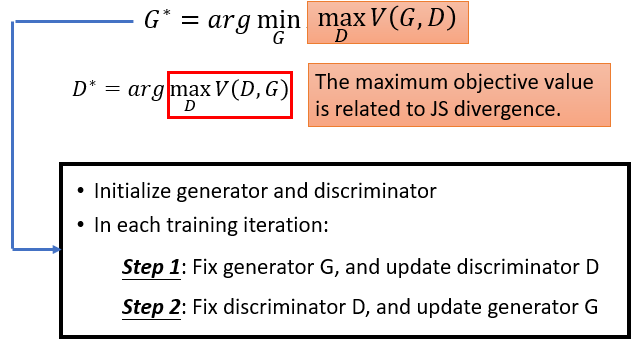 G* = arg min_G max_D V(G, D)
D* = arg max_D V(D, G)
The maximum objective value
is related to JS divergence.
• Initialize generator and discriminator
• In each training iteration:
Step 1: Fix generator G, and update discriminator D
Step 2: Fix discriminator D, and update generator G